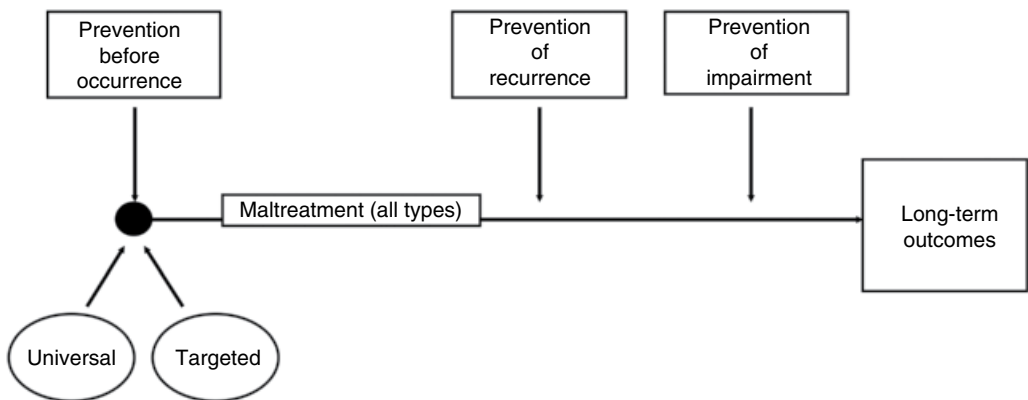 Prevention
before
occurrence
Prevention
of
recurrence
Prevention
of
impairment
Maltreatment (all types)
Long-term
outcomes
Universal
Targeted